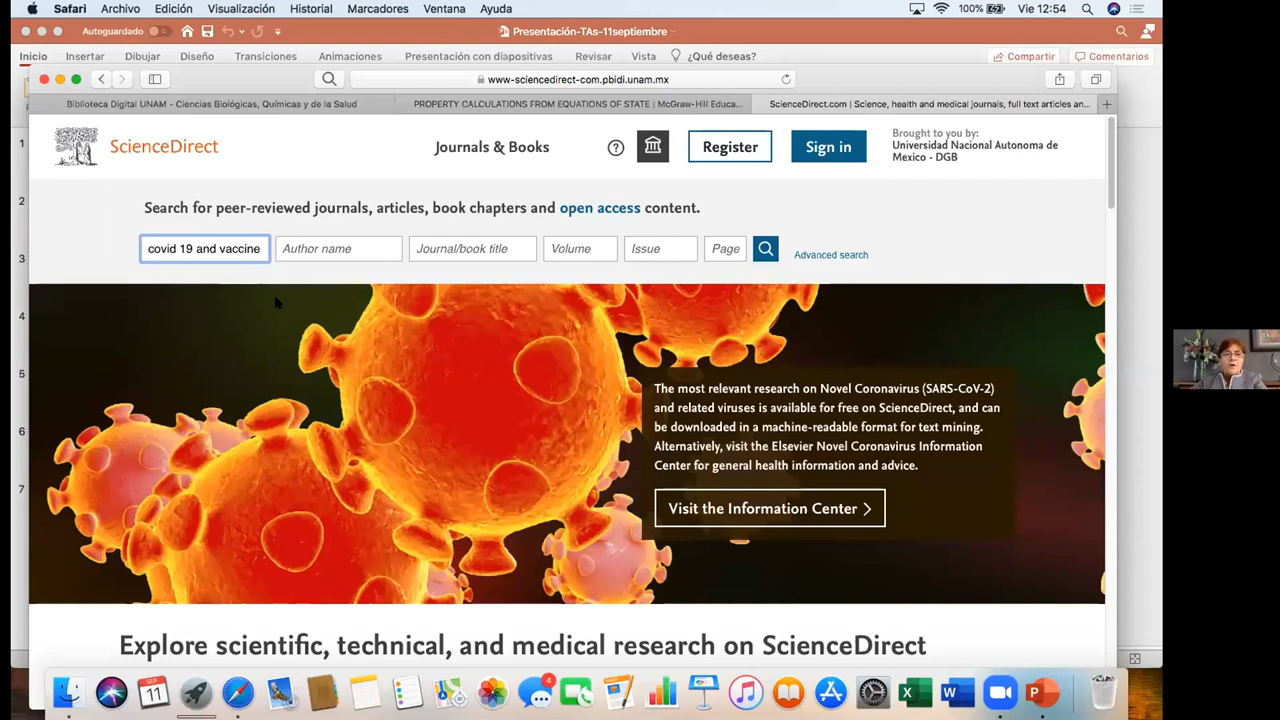 Safari Archivo Edición Visualización Historial Marcadores Ventana Ayuda 100% Vie 12:54
Autoguardado Presentación-TAs-11septiembre
Inicio Insertar Dibujar Diseño Transiciones Animaciones Presentación con diapositivas Revisar Vista ¿Qué deseas? Compartir Comentarios
www-sciencedirect-com.pbidi.unam.mx
Biblioteca Digital UNAM - Ciencias Biológicas, Químicas y de la Salud PROPERTY CALCULATIONS FROM EQUATIONS OF STATE | McGraw-Hill Educa... ScienceDirect.com | Science, health and medical journals, full text articles an...
ScienceDirect Journals & Books ? Register Sign in
Brought to you by:
Universidad Nacional Autonoma de
Mexico - DGB
Search for peer-reviewed journals, articles, book chapters and open access content.
covid 19 and vaccine Author name Journal/book title Volume Issue Page Advanced search
The most relevant research on Novel Coronavirus (SARS-CoV-2)
and related viruses is available for free on ScienceDirect, and can
be downloaded in a machine-readable format for text mining.
Alternatively, visit the Elsevier Novel Coronavirus Information
Center for general health information and advice.
Visit the Information Center >
Explore scientific, technical, and medical research on ScienceDirect
1
2
3
4
5
6
7
SEP
11
4